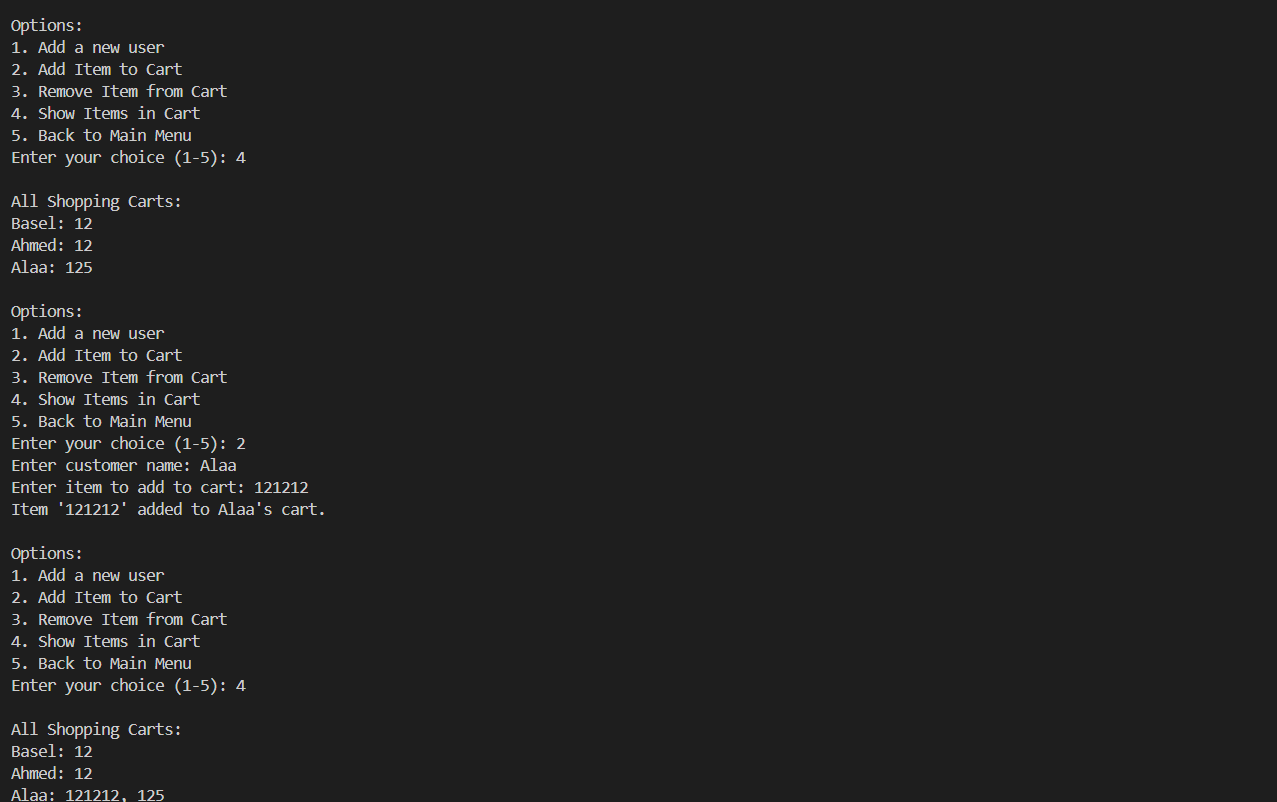 Options:
1. Add a new user
2. Add Item to Cart
3. Remove Item from Cart
4. Show Items in Cart
5. Back to Main Menu
Enter your choice (1-5): 4
All Shopping Carts:
Basel: 12
Ahmed: 12
Alaa: 125
Options:
1. Add a new user
2. Add Item to Cart
3. Remove Item from Cart
4. Show Items in Cart
5. Back to Main Menu
Enter your choice (1-5): 2
Enter customer name: Alaa
Enter item to add to cart: 121212
Item '121212' added to Alaa's cart.
Options:
1. Add a new user
2. Add Item to Cart
3. Remove Item from Cart
4. Show Items in Cart
5. Back to Main Menu
Enter your choice (1-5): 4
All Shopping Carts:
Basel: 12
Ahmed: 12
Alaa: 121212, 125